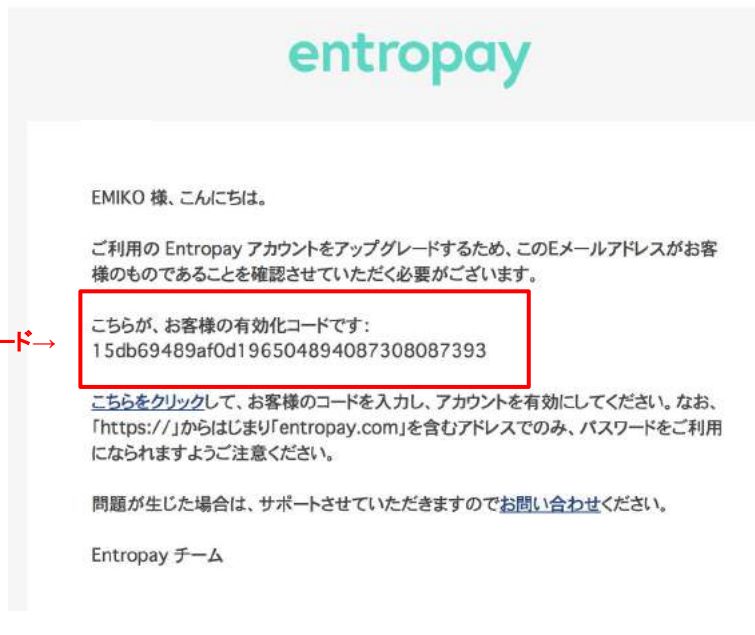 entropay
EMIKO 様、こんにちは。
ご利用の Entropay アカウントをアップグレードするため、このEメールアドレスがお客
様のものであることを確認させていただく必要がございます。
こちらが、お客様の有効化コードです:
15db69489af0d196504894087308087393
ード→
こちらをクリックして、お客様のコードを入力し、アカウントを有効にしてください。なお、
「https://」からはじまり「entropay.com」を含むアドレスでのみ、パスワードをご利用
になられますようご注意ください。
問題が生じた場合は、サポートさせていただきますのでお問い合わせください。
Entropay チーム